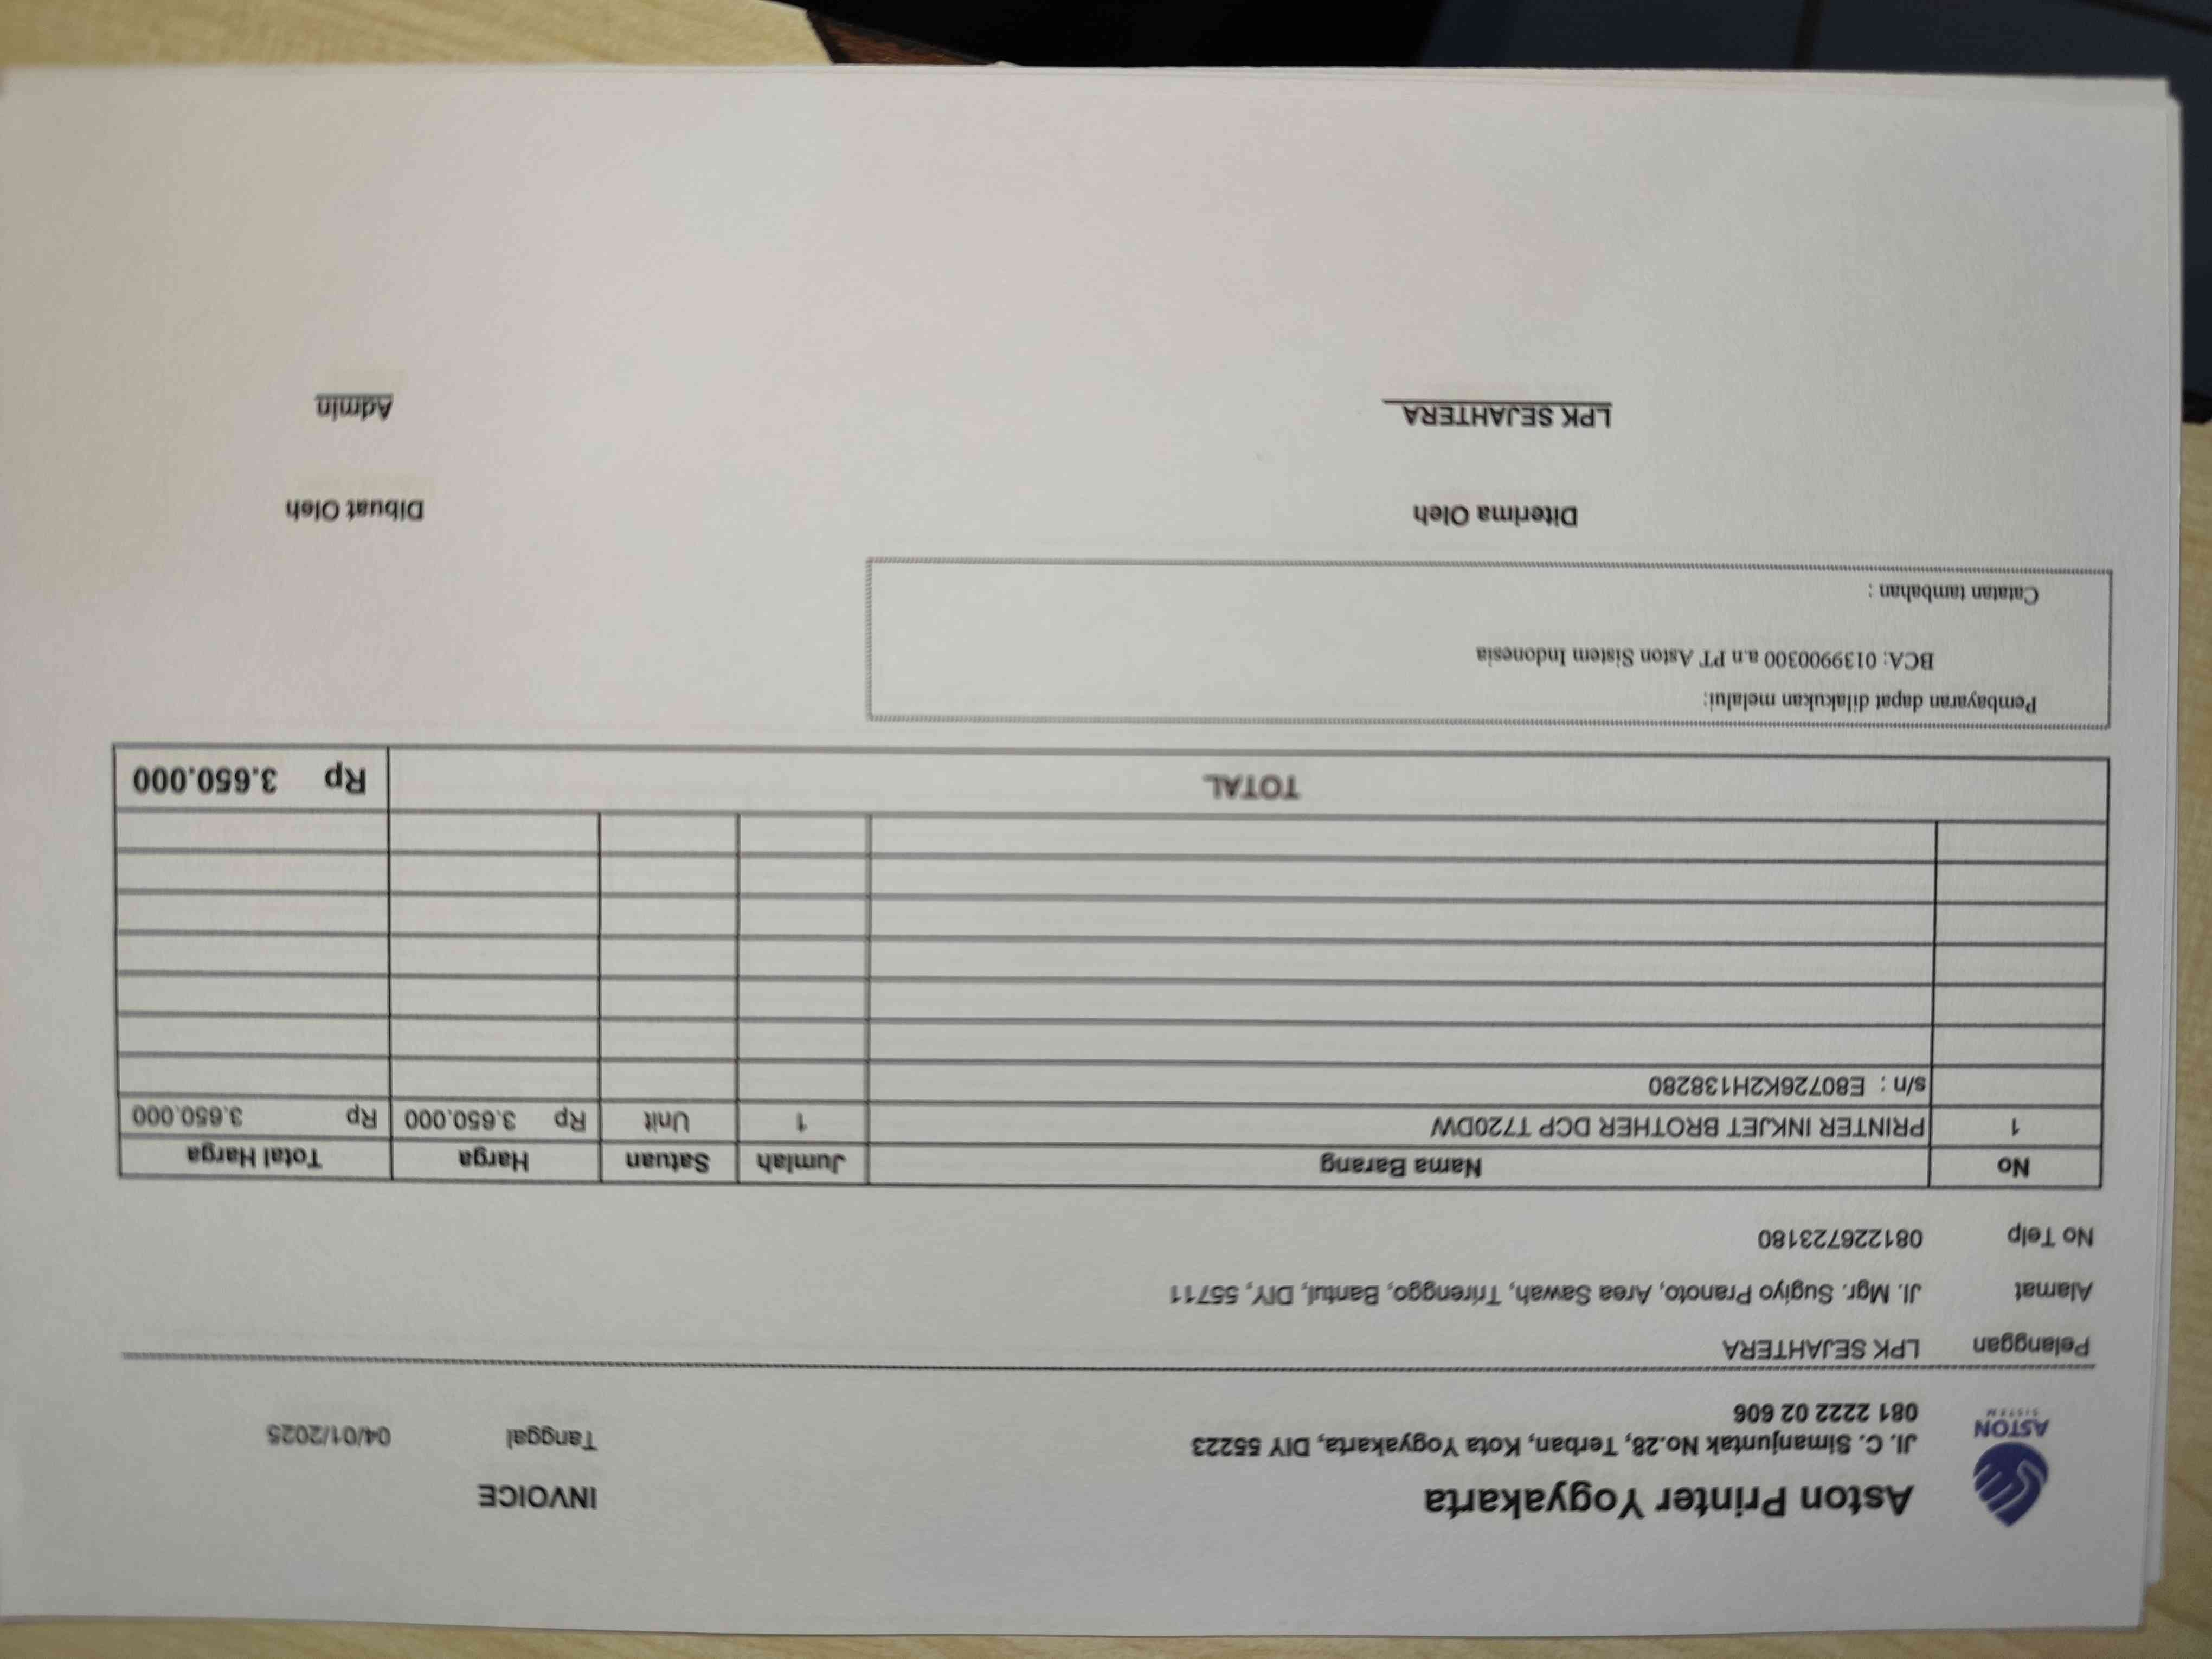 Aston Printer Yogyakarta
INVOICE
Jl. C. Simanjuntak No.28, Terban, Kota Yogyakarta, DIY 55223
Tanggal 04/01/2025
081 2222 02 606
ASTON
SISTEM
Pelanggan LPK SEJAHTERA
Alamat Jl. Mgr. Sugiyo Pranoto, Area Sawah, Trirenggo, Bantul, DIY, 55711
No Telp 081226723180
No Nama Barang Jumlah Satuan Harga Total Harga
1 PRINTER INKJET BROTHER DCP T720DW 1 Unit Rp 3.650.000 Rp 3.650.000
s/n : E80726K2H138280
TOTAL Rp 3.650.000
Pembayaran dapat dilakukan melalui:
BCA: 0139900300 a.n PT Aston Sistem Indonesia
Catatan tambahan :
Diterima Oleh Dibuat Oleh
LPK SEJAHTERA Admin